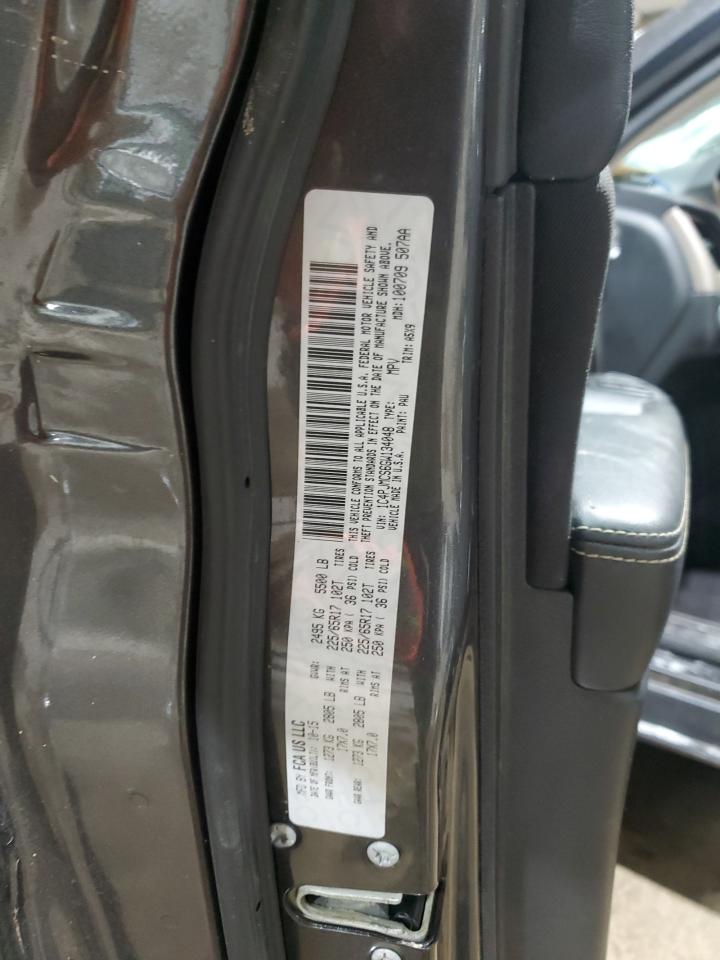 MFD BY FCA US LLC
DATE OF MFR(BUILT): 10-15 GVWR: 2495 KG 5500 LB
GAWR FRONT: 1273 KG 2805 LB WITH 225/65R17 102T TIRES
17X7.0 RIMS AT 250 KPA ( 36 PSI) COLD
GAWR REAR: 1273 KG 2805 LB WITH 225/65R17 102T TIRES
17X7.0 RIMS AT 250 KPA ( 36 PSI) COLD
THIS VEHICLE CONFORMS TO ALL APPLICABLE U.S.A. FEDERAL MOTOR VEHICLE SAFETY AND
THEFT PREVENTION STANDARDS IN EFFECT ON THE DATE OF MANUFACTURE SHOWN ABOVE.
VIN: 1C4PJMCS6GW134048 TYPE: MPV MDH:100709 507AA
VEHICLE MADE IN U.S.A. PAINT: PAU TRIM: A5X9